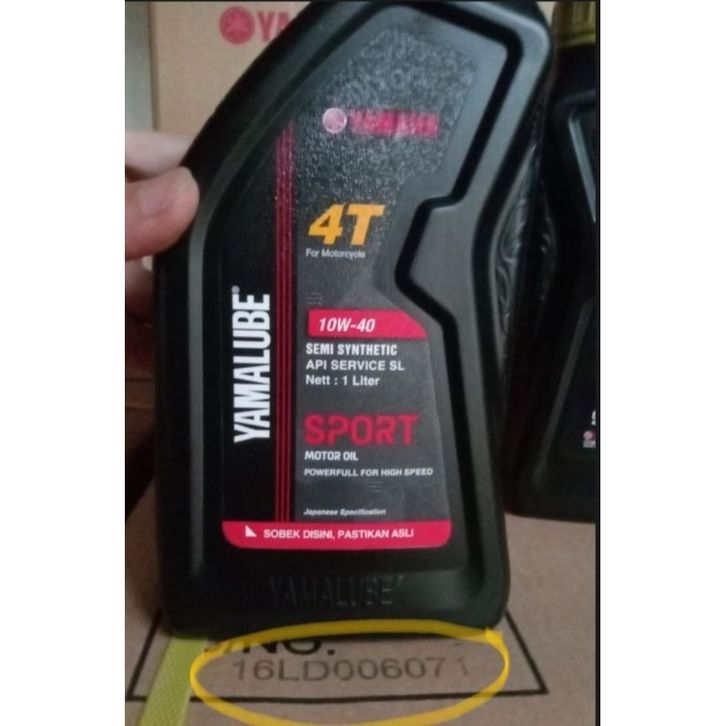 YAMAHA
4T
For Motorcycle
YAMALUBE®
10W-40
SEMI SYNTHETIC
API SERVICE SL
Nett : 1 Liter
SPORT
MOTOR OIL
POWERFULL FOR HIGH SPEED
Japanese Specification
SOBEK DISINI, PASTIKAN ASLI
YAMALUBE
16LD006071